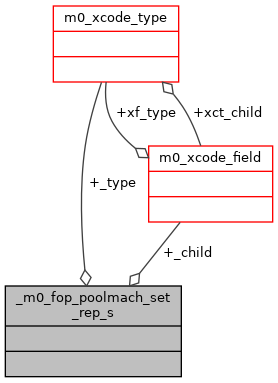 m0_xcode_type
+xf_type
+xct_child
+_type
m0_xcode_field
+_child
_m0_fop_poolmach_set
_rep_s